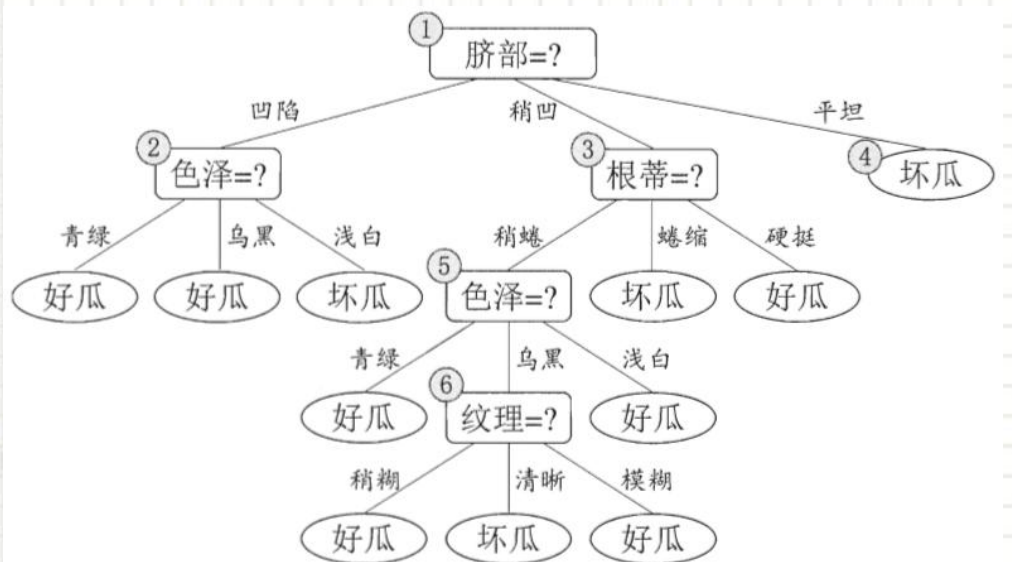 ① 脐部=?
凹陷 稍凹 平坦
② 色泽=? ③ 根蒂=? ④ 坏瓜
青绿 乌黑 浅白 稍蜷 蜷缩 硬挺
好瓜 好瓜 坏瓜 ⑤ 色泽=? 坏瓜 好瓜
青绿 乌黑 浅白
好瓜 ⑥ 纹理=? 好瓜
稍糊 清晰 模糊
好瓜 坏瓜 好瓜